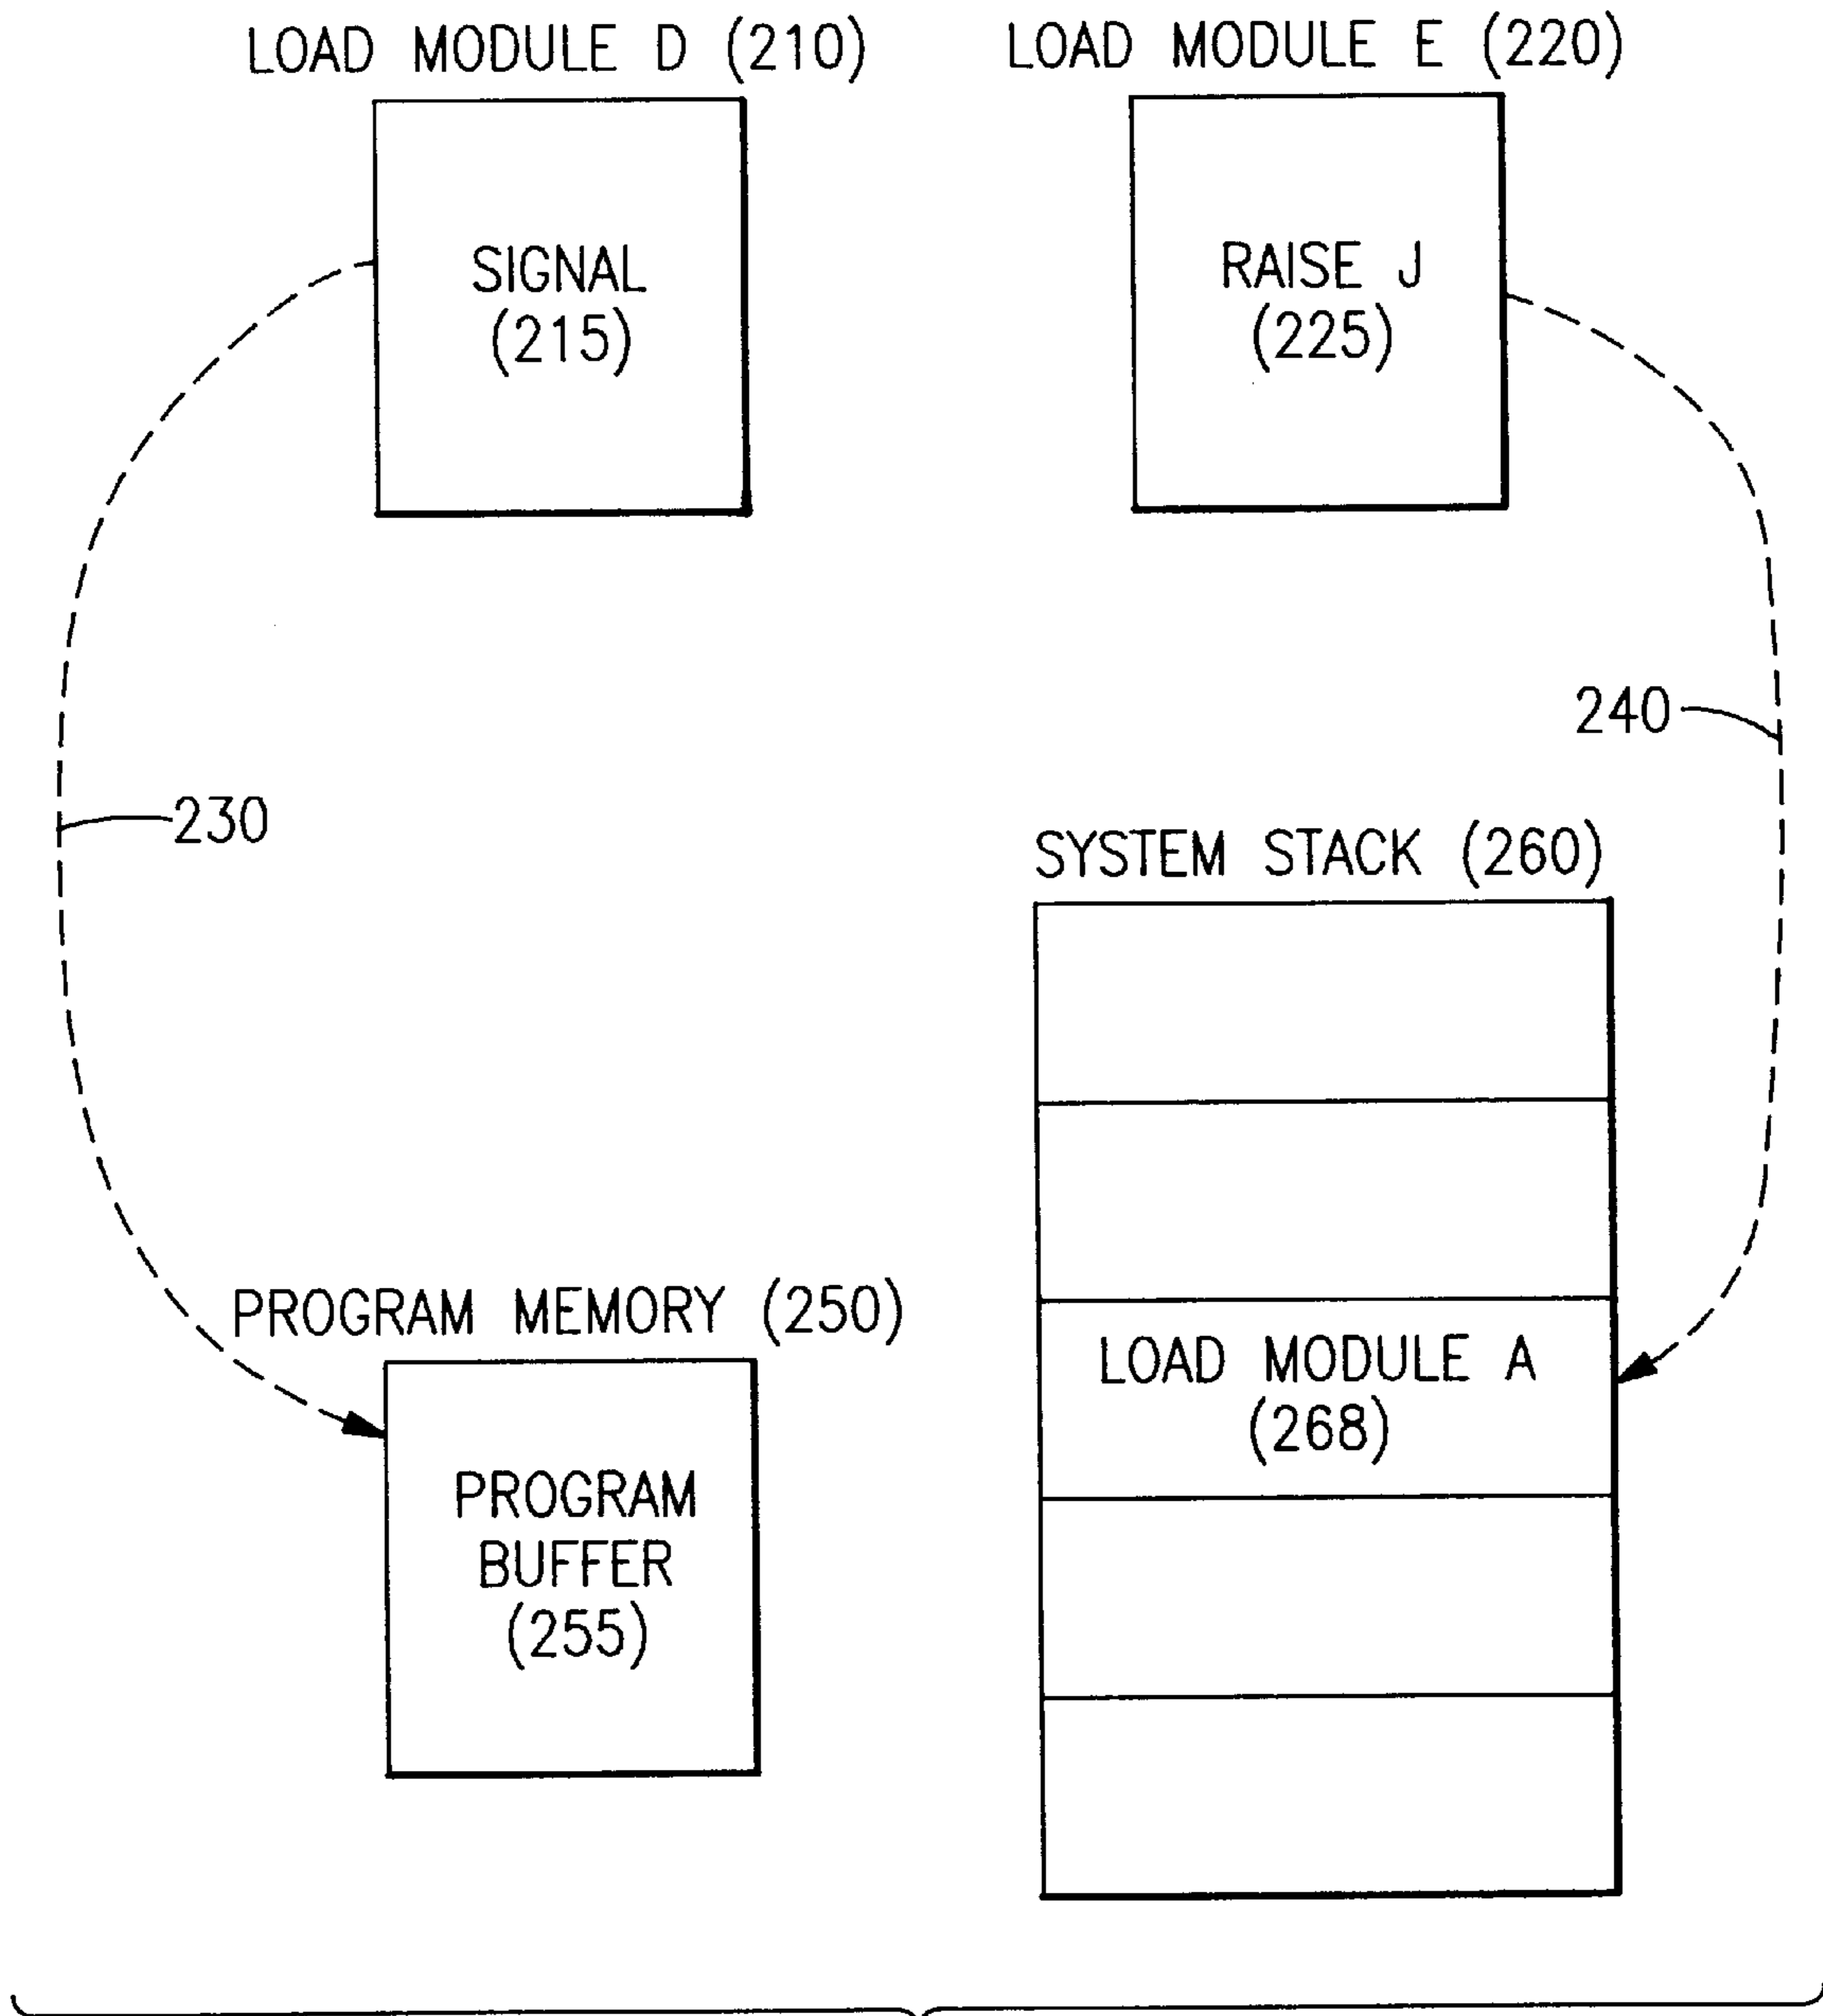 LOAD MODULE D (210)
LOAD MODULE E (220)
SIGNAL
(215)
RAISE J
(225)
240
230
SYSTEM STACK (260)
PROGRAM MEMORY (250)
LOAD MODULE A
(268)
PROGRAM
BUFFER
(255)